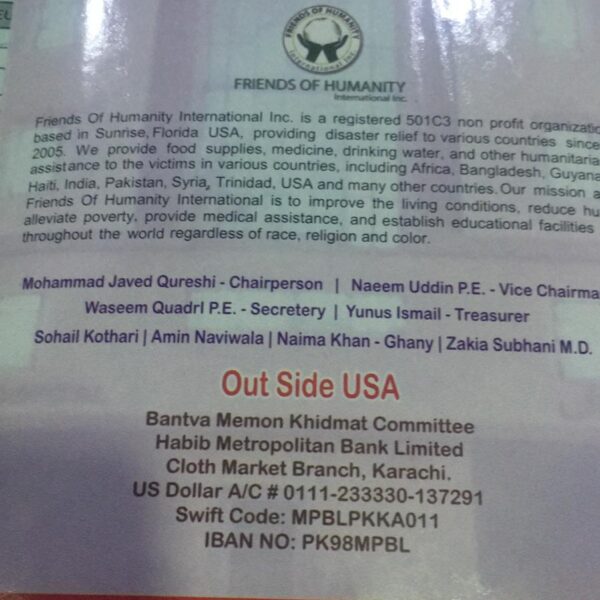 FRIENDS OF HUMANITY
International Inc.
FRIENDS OF HUMANITY
International Inc.
Friends Of Humanity International Inc. is a registered 501C3 non profit organizatio
based in Sunrise, Florida USA, providing disaster relief to various countries since
2005. We provide food supplies, medicine, drinking water, and other humanitaria
assistance to the victims in various countries, including Africa, Bangladesh, Guyana
Haiti, India, Pakistan, Syria, Trinidad, USA and many other countries.Our mission a
Friends Of Humanity International is to improve the living conditions, reduce hu
alleviate poverty, provide medical assistance, and establish educational facilities
throughout the world regardless of race, religion and color.
Mohammad Javed Qureshi - Chairperson | Naeem Uddin P.E. - Vice Chairma
Waseem Quadrl P.E. - Secretery | Yunus Ismail - Treasurer
Sohail Kothari | Amin Naviwala | Naima Khan - Ghany | Zakia Subhani M.D.
Out Side USA
Bantva Memon Khidmat Committee
Habib Metropolitan Bank Limited
Cloth Market Branch, Karachi.
US Dollar A/C # 0111-233330-137291
Swift Code: MPBLPKKA011
IBAN NO: PK98MPBL